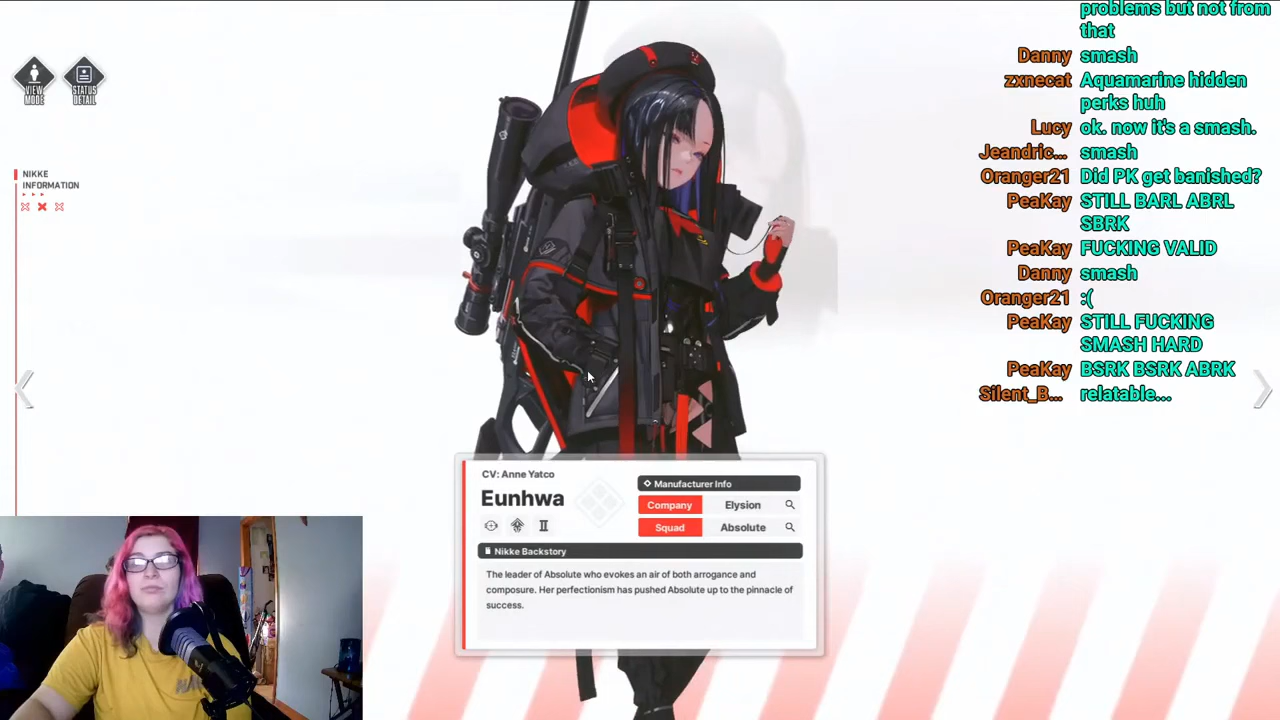 problems but not from
that
Danny smash
zxnecat Aquamarine hidden
perks huh
Lucy ok. now it's a smash.
Jeandric... smash
Oranger21 Did PK get banished?
PeaKay STILL BARL ABRL
SBRK
PeaKay FUCKING VALID
Danny smash
Oranger21 :(
PeaKay STILL FUCKING
SMASH HARD
PeaKay BSRK BSRK ABRK
Silent_B... relatable...
VIEW
MODE
STATUS
DETAIL
NIKKE
INFORMATION
CV: Anne Yatco
Eunhwa
II
Manufacturer Info
Company Elysion
Squad Absolute
Nikke Backstory
The leader of Absolute who evokes an air of both arrogance and
composure. Her perfectionism has pushed Absolute up to the pinnacle of
success.